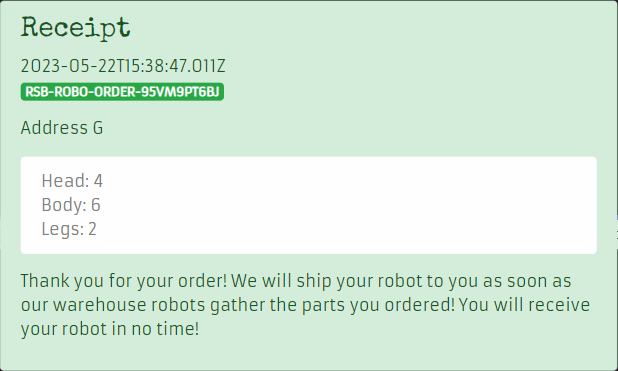 Receipt
2023-05-22T15:38:47.011Z
RSB-ROBO-ORDER-95VM9PT6BJ
Address G
Head: 4
Body: 6
Legs: 2
Thank you for your order! We will ship your robot to you as soon as
our warehouse robots gather the parts you ordered! You will receive
your robot in no time!